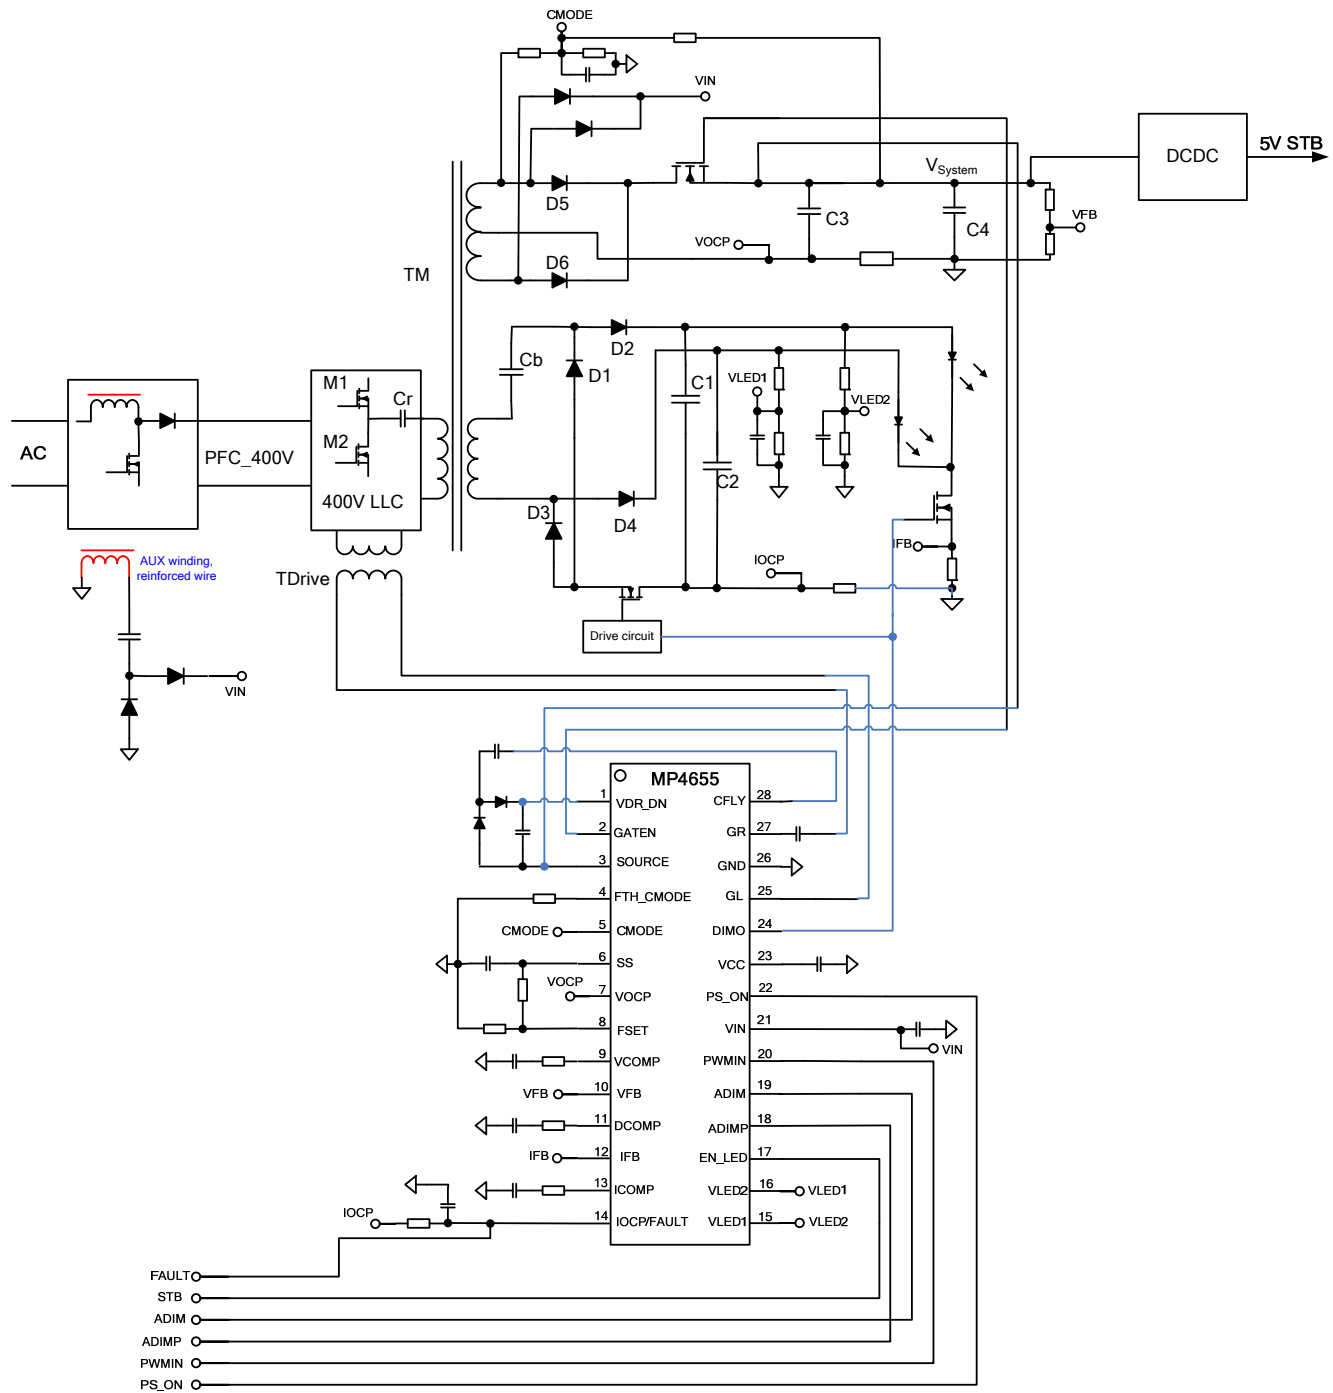 CMODE
VIN
DCDC
5V STB
D5
VSystem
C3
C4
VFB
VOCP
TM
D6
D2
Cb
D1
C1
VLED1
VLED2
M1
Cr
AC
M2
PFC_400V
400V LLC
C2
D3
D4
IFB
AUX winding,
reinforced wire
TDrive
IOCP
Drive circuit
VIN
MP4655
1 VDR_DN CFLY 28
2 GATEN GR 27
3 SOURCE GND 26
4 FTH_CMODE GL 25
CMODE 5 CMODE DIMO 24
6 SS VCC 23
VOCP 7 VOCP PS_ON 22
8 FSET VIN 21
VIN
9 VCOMP PWMIN 20
VFB 10 VFB ADIM 19
11 DCOMP ADIMP 18
IFB 12 IFB EN_LED 17
13 ICOMP VLED2 16 VLED1
IOCP 14 IOCP/FAULT VLED1 15 VLED2
FAULT
STB
ADIM
ADIMP
PWMIN
PS_ON